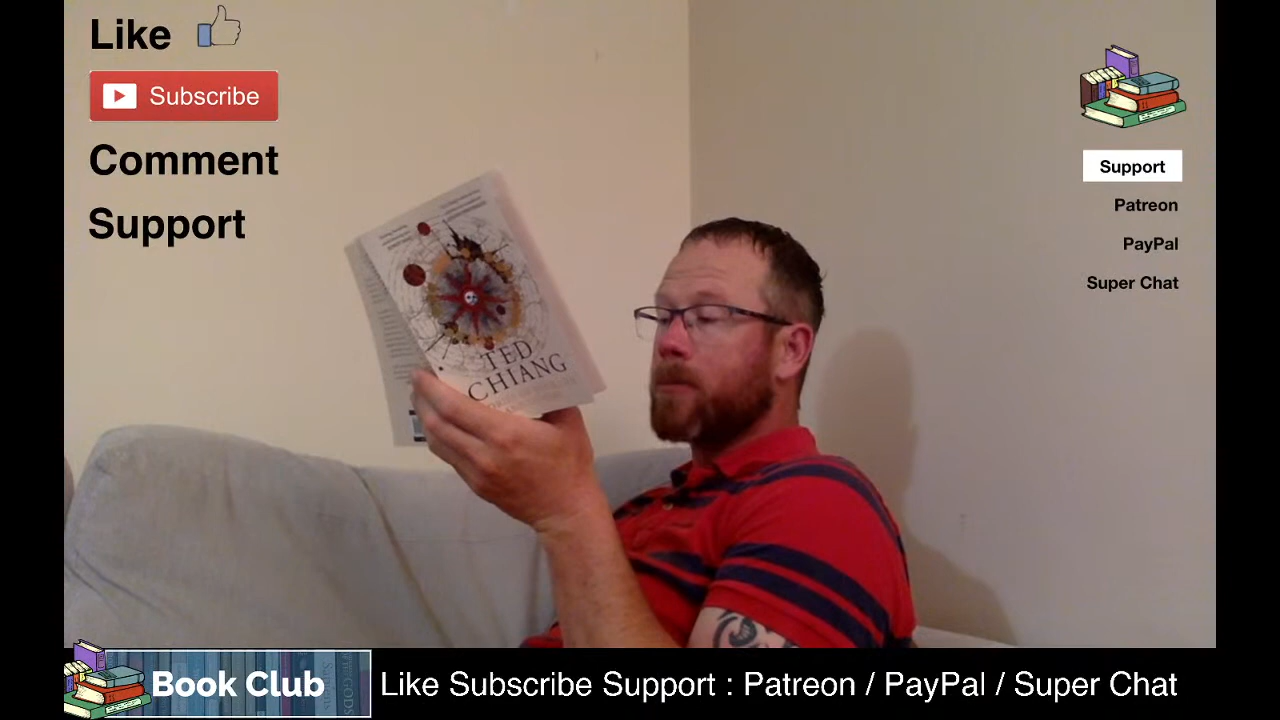 Like
Subscribe
Comment
Support
Support
Patreon
PayPal
Super Chat
TED
CHIANG
Book Club
Like Subscribe Support : Patreon / PayPal / Super Chat